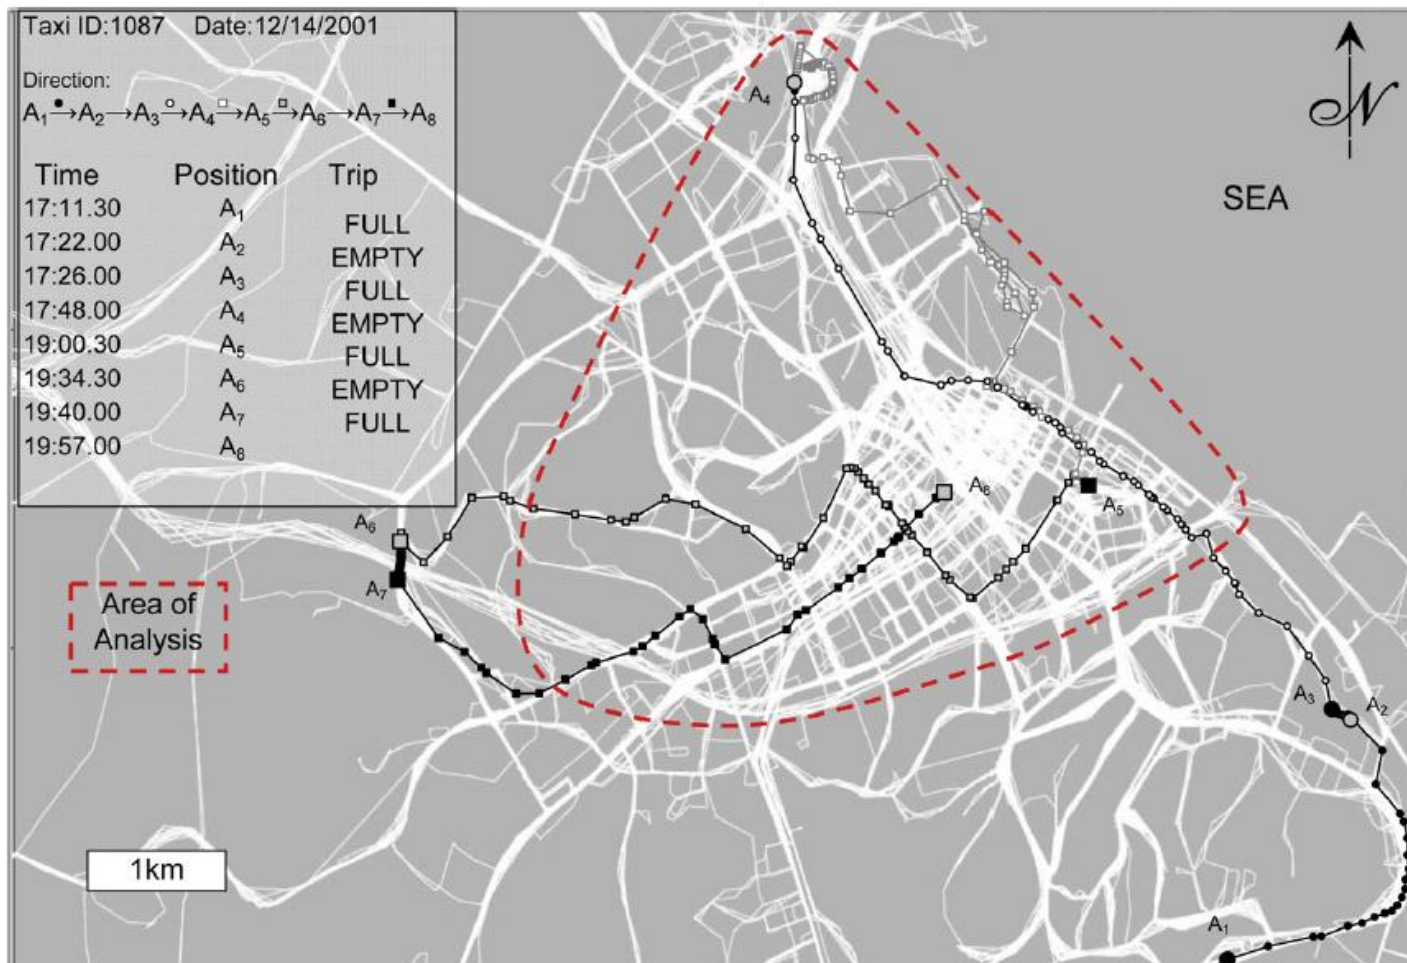 Taxi ID:1087 Date:12/14/2001
Direction:
A₁→A₂→A₃→A₄→A₅→A₆→A₇→A₈
Time Position Trip
17:11.30 A₁
FULL
17:22.00 A₂
EMPTY
17:26.00 A₃
FULL
17:48.00 A₄
EMPTY
19:00.30 A₅
FULL
19:34.30 A₆
EMPTY
19:40.00 A₇
FULL
19:57.00 A₈
A₄
N
SEA
A₈
A₅
A₆
A₇
Area of
Analysis
A₃
A₂
1km
A₁